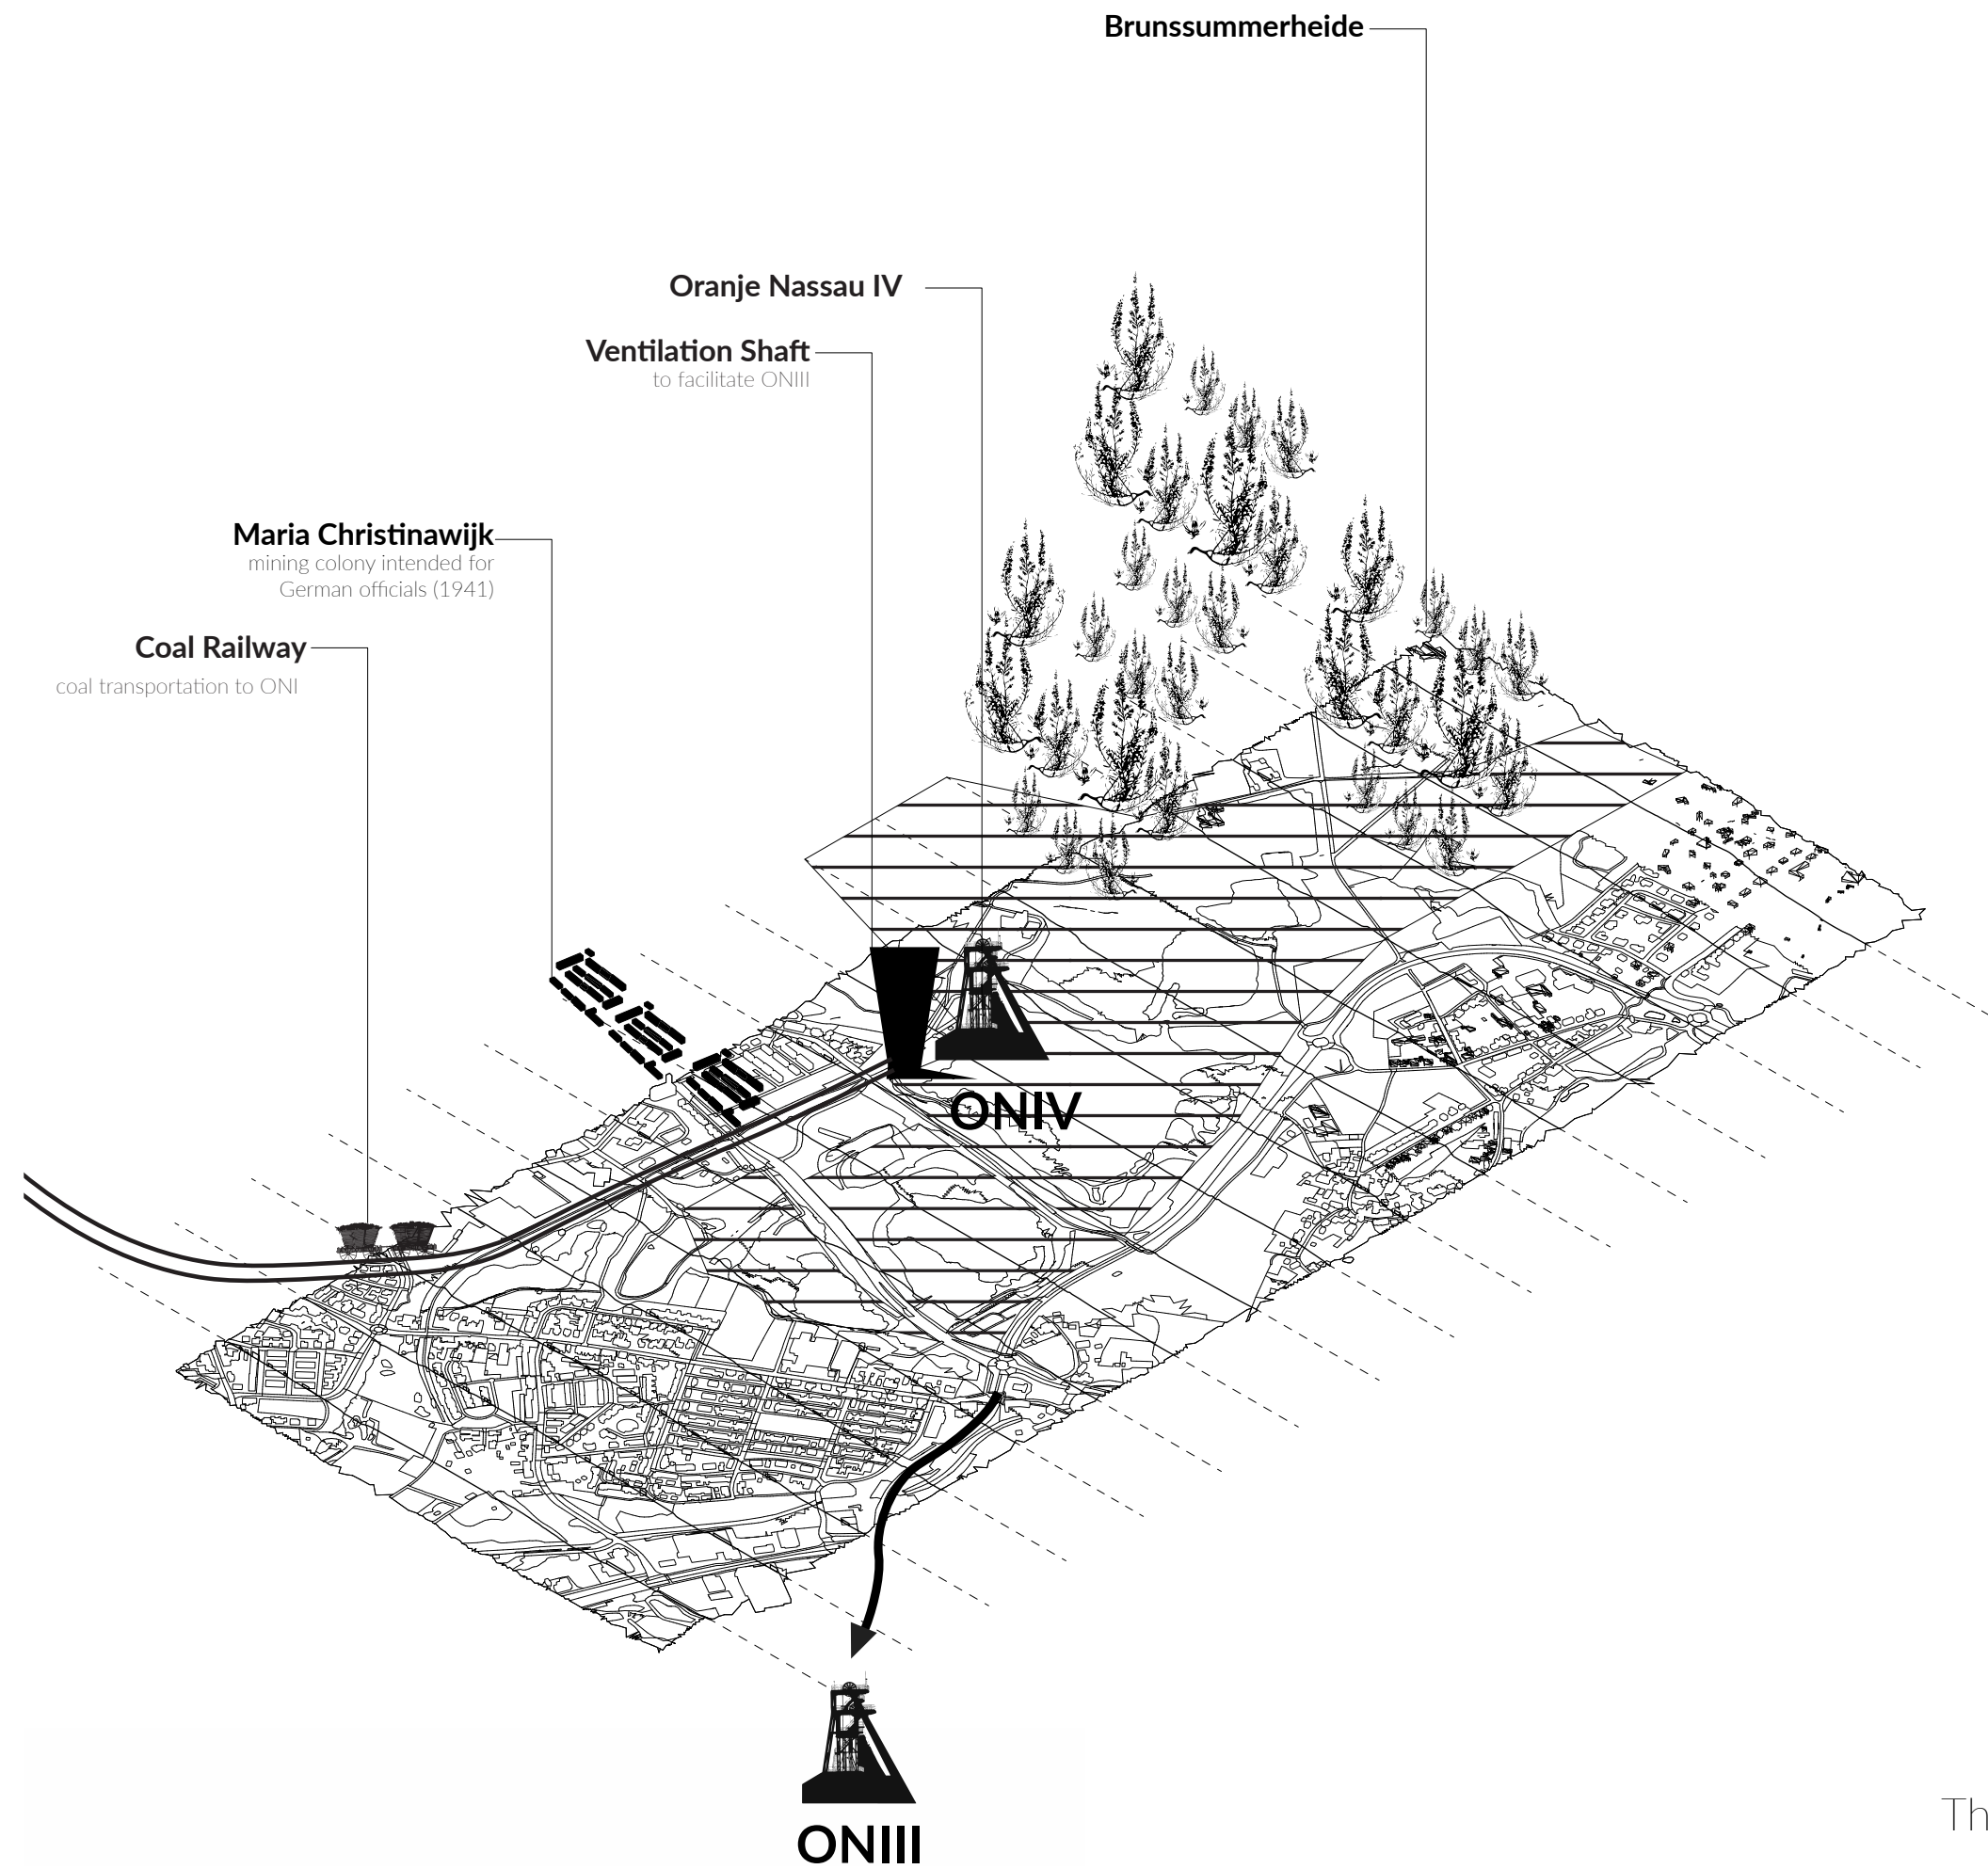 Brunssummerheide
Oranje Nassau IV
Ventilation Shaft
to facilitate ONIII
Maria Christinawijk
mining colony intended for
German officials (1941)
Coal Railway
coal transportation to ONI
ONIV
ONIII
Th